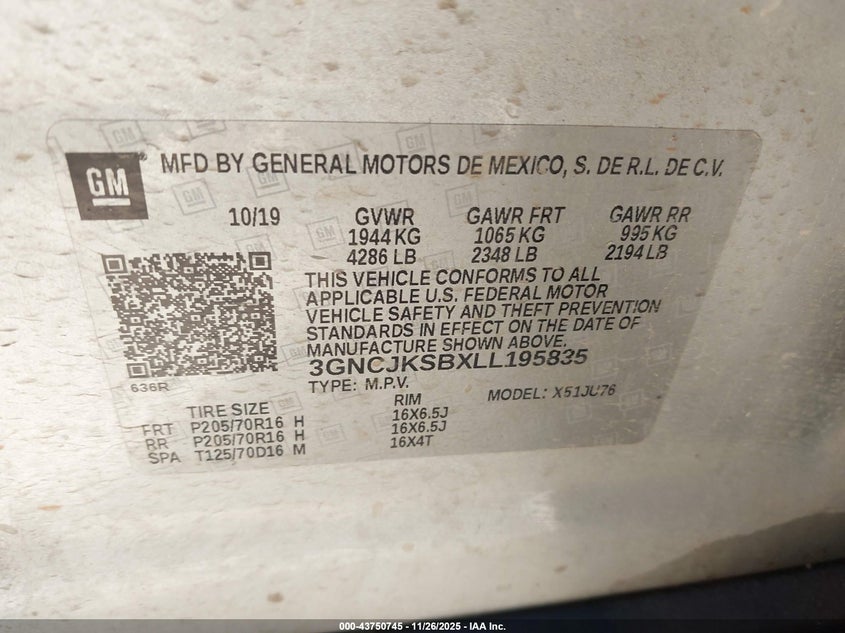 GM
MFD BY GENERAL MOTORS DE MEXICO, S. DE R.L. DE C.V.
10/19 GVWR GAWR FRT GAWR RR
1944 KG 1065 KG 995 KG
4286 LB 2348 LB 2194 LB
THIS VEHICLE CONFORMS TO ALL
APPLICABLE U.S. FEDERAL MOTOR
VEHICLE SAFETY AND THEFT PREVENTION
STANDARDS IN EFFECT ON THE DATE OF
MANUFACTURE SHOWN ABOVE.
3GNCJKSBXLL195835
636R
TYPE: M.P.V. MODEL: X51JU76
TIRE SIZE RIM
FRT P205/70R16 H 16X6.5J
RR P205/70R16 H 16X6.5J
SPA T125/70D16 M 16X4T
000-43750745 - 11/26/2025 - IAA Inc.